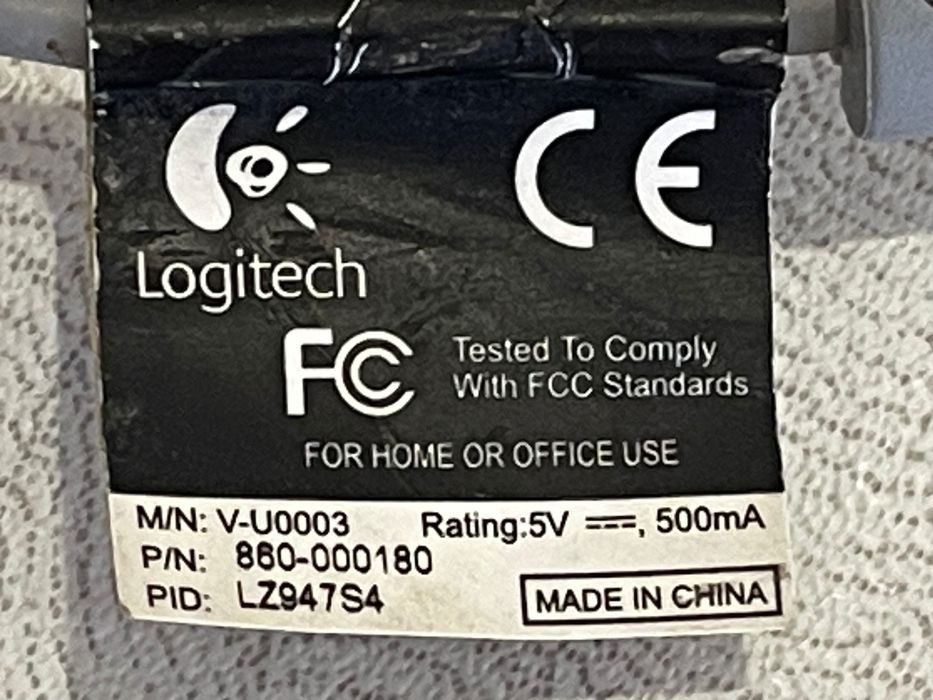 CE
Logitech
FC Tested To Comply
With FCC Standards
FOR HOME OR OFFICE USE
M/N: V-U0003 Rating:5V ⎓, 500mA
P/N: 860-000180
PID: LZ947S4 MADE IN CHINA